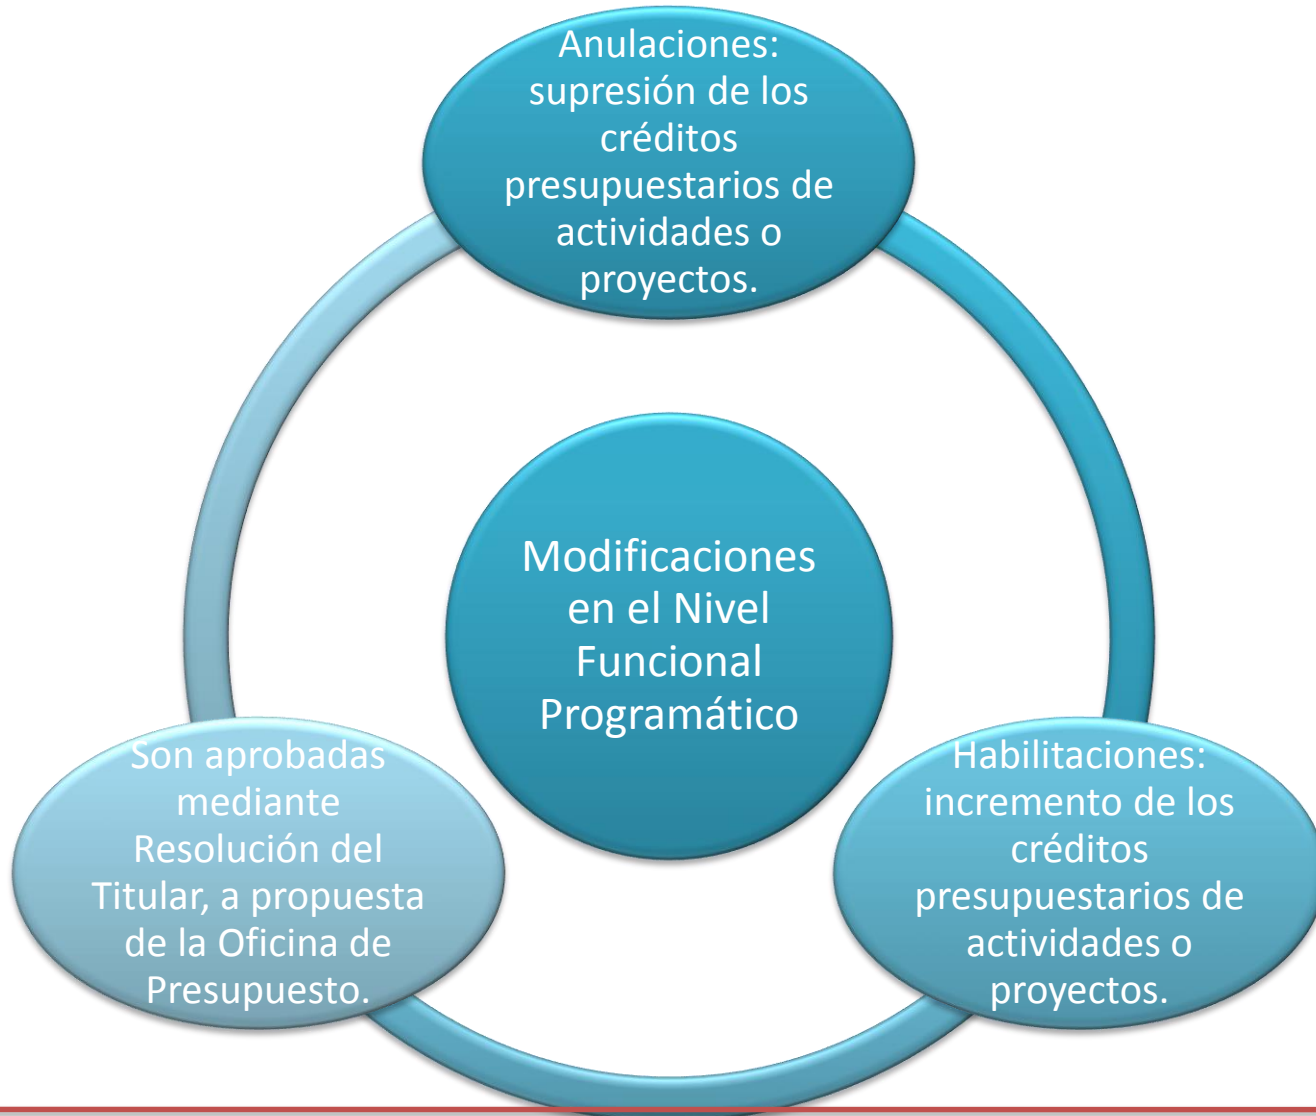 Anulaciones:
supresión de los
créditos
presupuestarios de
actividades o
proyectos.
Modificaciones
en el Nivel
Funcional
Programático
Son aprobadas
mediante
Resolución del
Titular, a propuesta
de la Oficina de
Presupuesto.
Habilitaciones:
incremento de los
créditos
presupuestarios de
actividades o
proyectos.